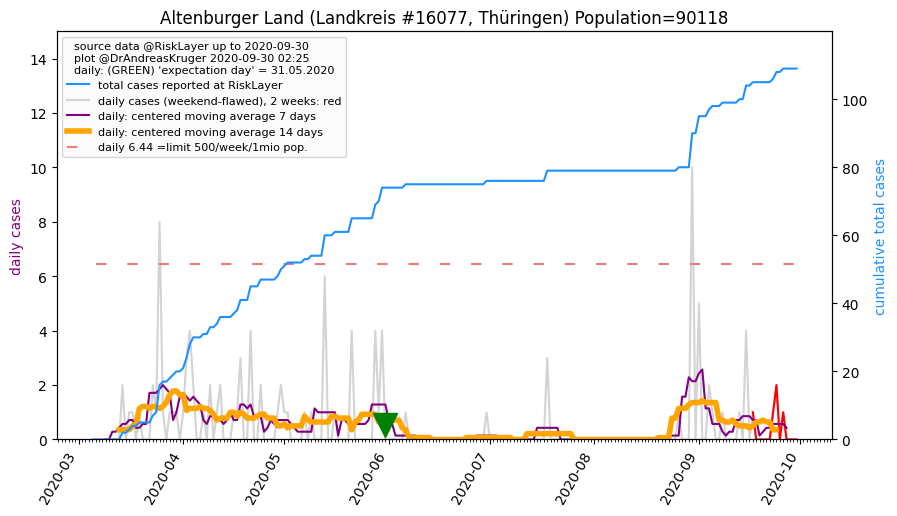 Altenburger Land (Landkreis #16077, Thüringen) Population=90118
source data @RiskLayer up to 2020-09-30
plot @DrAndreasKruger 2020-09-30 02:25
daily: (GREEN) 'expectation day' = 31.05.2020
total cases reported at RiskLayer
daily cases (weekend-flawed), 2 weeks: red
daily: centered moving average 7 days
daily: centered moving average 14 days
daily 6.44 =limit 500/week/1mio pop.
daily cases
14
12
10
8
6
4
2
0
cumulative total cases
100
80
60
40
20
0
2020-03
2020-04
2020-05
2020-06
2020-07
2020-08
2020-09
2020-10